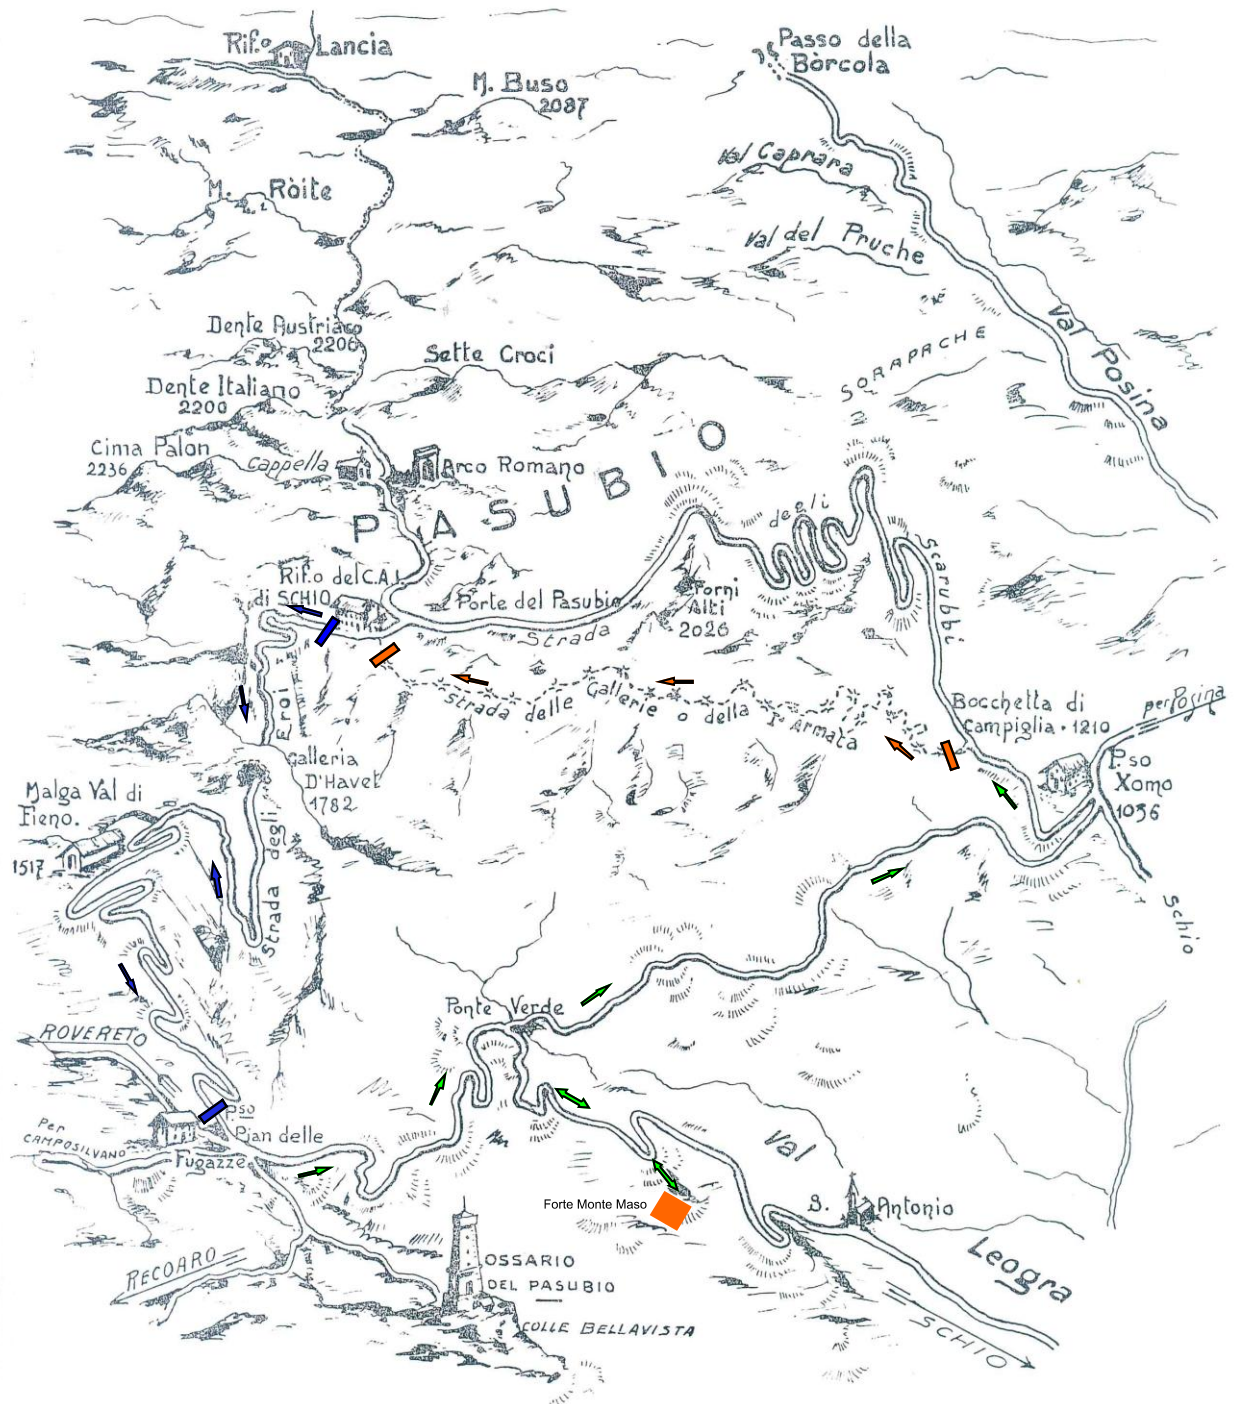 Rif.o Lancia
Passo della
Bòrcola
M. Buso
2087
Val Caprara
M. Ròite
Val del Pruche
Val Posina
Dente Austriaco
2206
Sette Croci
SORAPACHE
Dente Italiano
2200
Cima Palon
2236
Cappella
Arco Romano
PASUBIO
degli
Scarubbi
Rif.o del C.A.I.
di SCHIO
Porte del Pasubio
Forni
Alti
2026
Strada
Strada delle Gallerie o della 1ª Armata
Bocchetta di
Campiglia · 1210
per Posina
P.so
Xomo
1036
Eroi
Galleria
D'Havet
1782
Malga Val di
Fieno.
1517
Strada degli
Schio
Ponte Verde
ROVERETO
P.so
Pian delle
Fugazze
Per
CAMPOSILVANO
Val
Forte Monte Maso
S. Antonio
Leogra
RECOARO
OSSARIO
DEL PASUBIO
COLLE BELLAVISTA
SCHIO